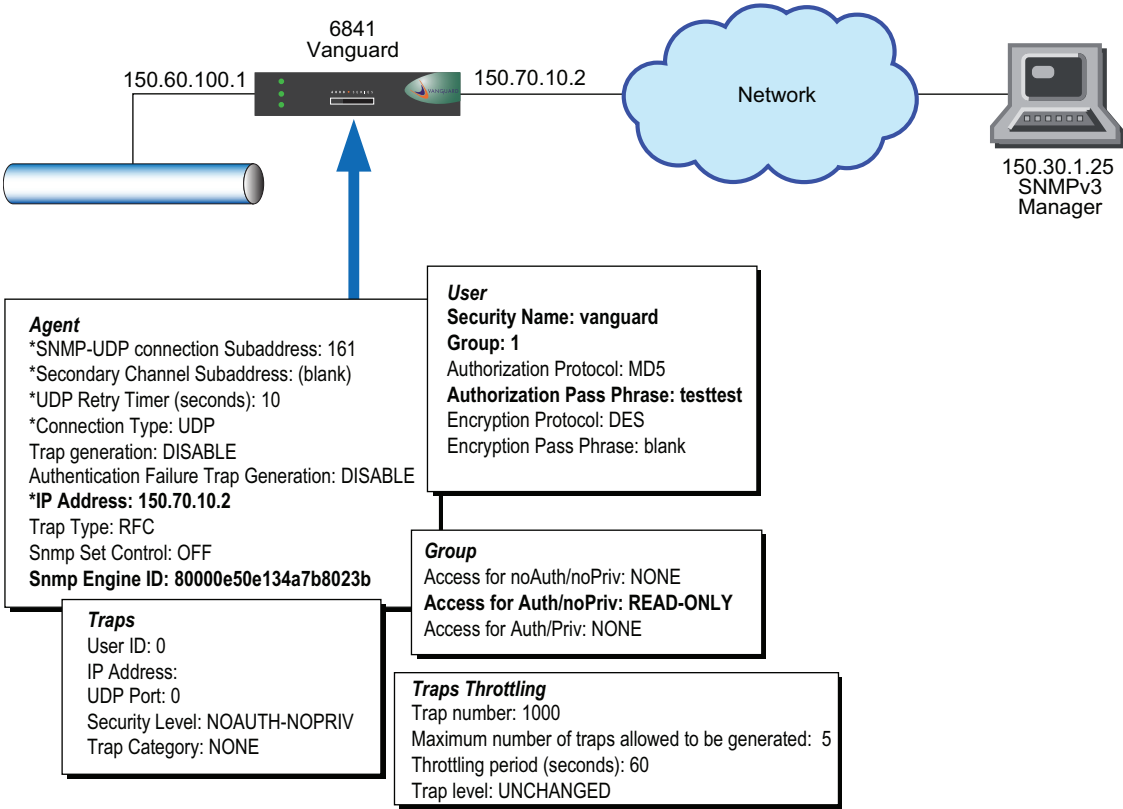 6841
Vanguard
150.60.100.1
VANGUARD
150.70.10.2
Network
150.30.1.25
SNMPv3
Manager
Agent
*SNMP-UDP connection Subaddress: 161
*Secondary Channel Subaddress: (blank)
*UDP Retry Timer (seconds): 10
*Connection Type: UDP
Trap generation: DISABLE
Authentication Failure Trap Generation: DISABLE
*IP Address: 150.70.10.2
Trap Type: RFC
Snmp Set Control: OFF
Snmp Engine ID: 80000e50e134a7b8023b
User
Security Name: vanguard
Group: 1
Authorization Protocol: MD5
Authorization Pass Phrase: testtest
Encryption Protocol: DES
Encryption Pass Phrase: blank
Group
Access for noAuth/noPriv: NONE
Access for Auth/noPriv: READ-ONLY
Access for Auth/Priv: NONE
Traps
User ID: 0
IP Address:
UDP Port: 0
Security Level: NOAUTH-NOPRIV
Trap Category: NONE
Traps Throttling
Trap number: 1000
Maximum number of traps allowed to be generated: 5
Throttling period (seconds): 60
Trap level: UNCHANGED